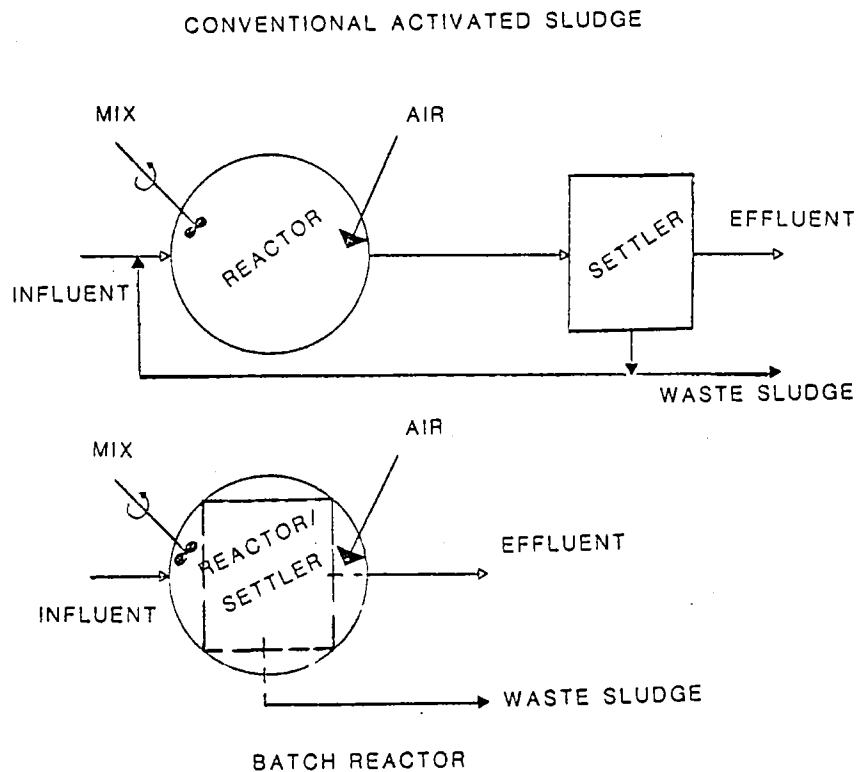 CONVENTIONAL ACTIVATED SLUDGE
MIX
AIR
REACTOR
SETTLER
EFFLUENT
INFLUENT
WASTE SLUDGE
AIR
MIX
REACTOR/
SETTLER
EFFLUENT
INFLUENT
WASTE SLUDGE
BATCH REACTOR